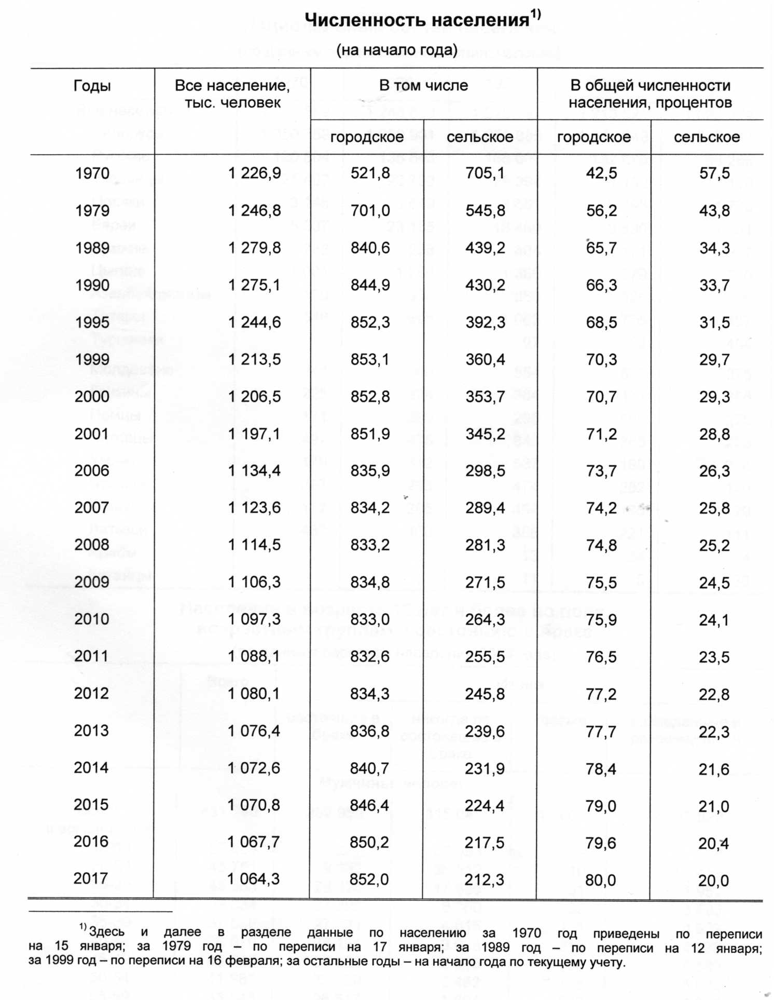 Численность населения1)
(на начало года)
Годы Все население, тыс. человек В том числе В общей численности населения, процентов
городское сельское городское сельское
1970 1 226,9 521,8 705,1 42,5 57,5
1979 1 246,8 701,0 545,8 56,2 43,8
1989 1 279,8 840,6 439,2 65,7 34,3
1990 1 275,1 844,9 430,2 66,3 33,7
1995 1 244,6 852,3 392,3 68,5 31,5
1999 1 213,5 853,1 360,4 70,3 29,7
2000 1 206,5 852,8 353,7 70,7 29,3
2001 1 197,1 851,9 345,2 71,2 28,8
2006 1 134,4 835,9 298,5 73,7 26,3
2007 1 123,6 834,2 289,4 74,2 25,8
2008 1 114,5 833,2 281,3 74,8 25,2
2009 1 106,3 834,8 271,5 75,5 24,5
2010 1 097,3 833,0 264,3 75,9 24,1
2011 1 088,1 832,6 255,5 76,5 23,5
2012 1 080,1 834,3 245,8 77,2 22,8
2013 1 076,4 836,8 239,6 77,7 22,3
2014 1 072,6 840,7 231,9 78,4 21,6
2015 1 070,8 846,4 224,4 79,0 21,0
2016 1 067,7 850,2 217,5 79,6 20,4
2017 1 064,3 852,0 212,3 80,0 20,0
1) Здесь и далее в разделе данные по населению за 1970 год приведены по переписи
на 15 января; за 1979 год – по переписи на 17 января; за 1989 год – по переписи на 12 января;
за 1999 год – по переписи на 16 февраля; за остальные годы – на начало года по текущему учету.